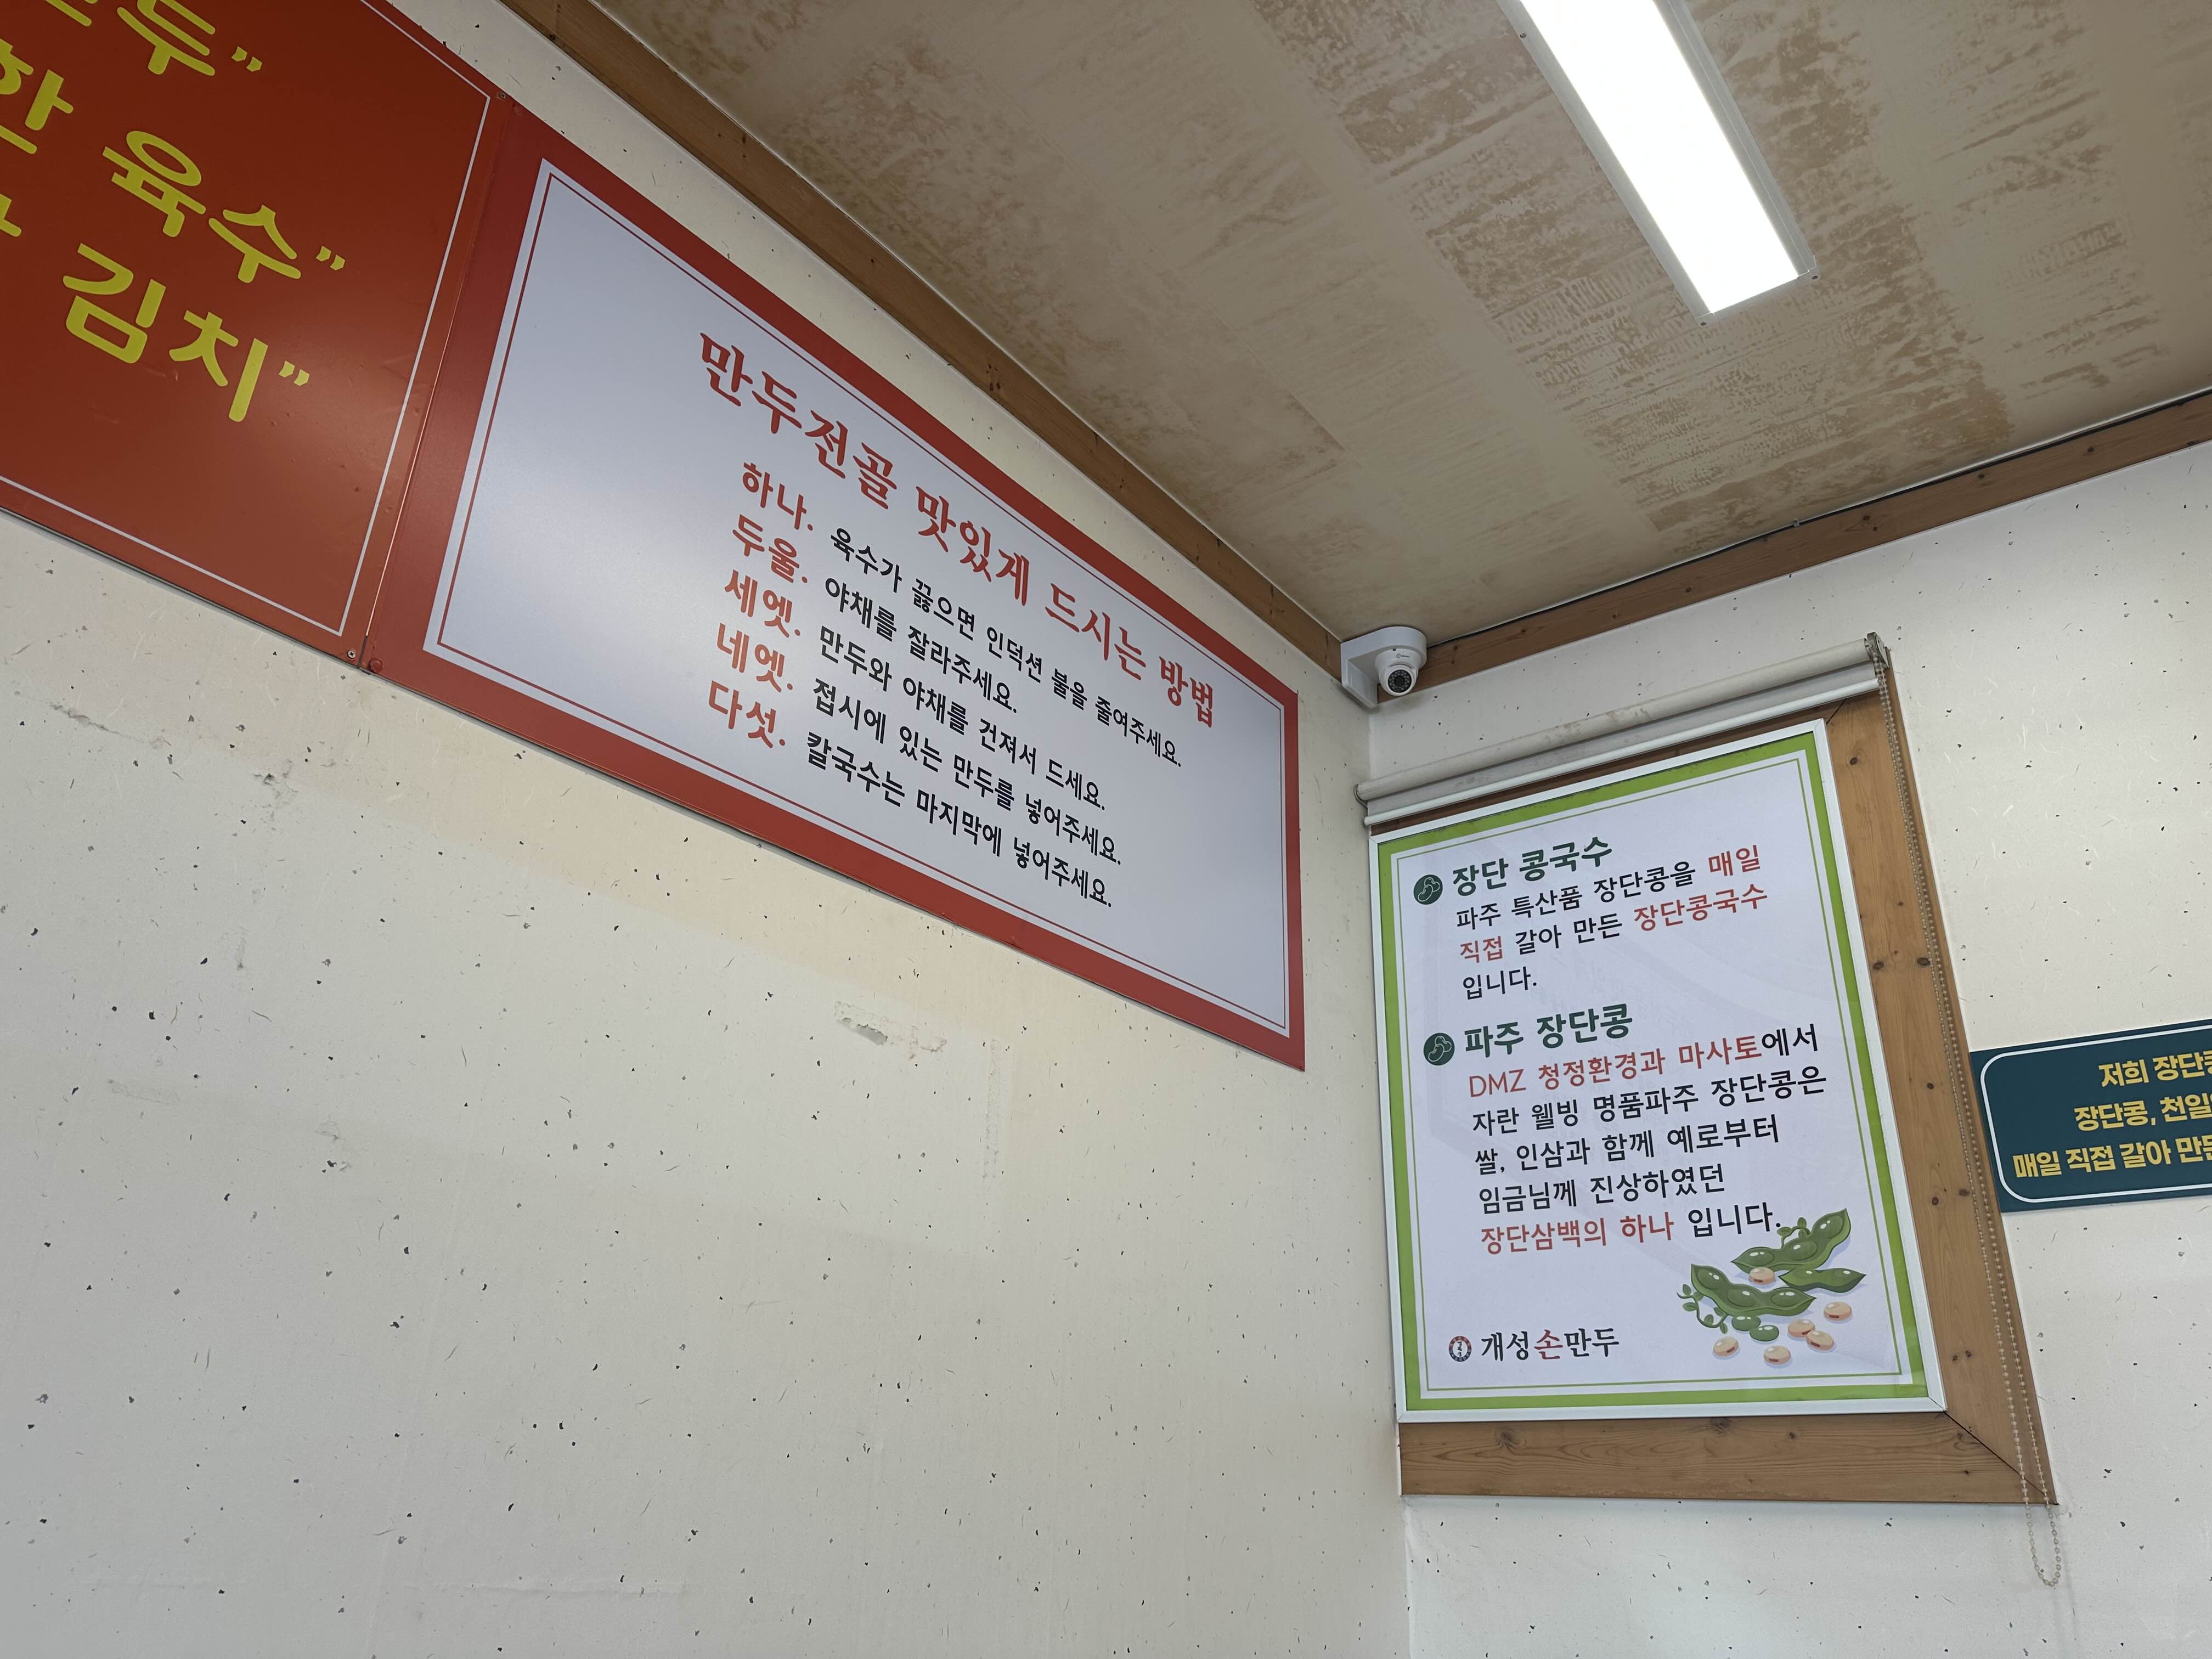 육수”
김치”
만두전골 맛있게 드시는 방법
하나. 육수가 끓으면 인덕션 불을 줄여주세요.
두울. 야채를 잘라주세요.
세엣. 만두와 야채를 건져서 드세요.
네엣. 접시에 있는 만두를 넣어주세요.
다섯. 칼국수는 마지막에 넣어주세요.
장단 콩국수
파주 특산품 장단콩을 매일
직접 갈아 만든 장단콩국수
입니다.
파주 장단콩
DMZ 청정환경과 마사토에서
자란 웰빙 명품파주 장단콩은
쌀, 인삼과 함께 예로부터
임금님께 진상하였던
장단삼백의 하나 입니다.
개성손만두
저희
장단콩,
매일 직접 갈아